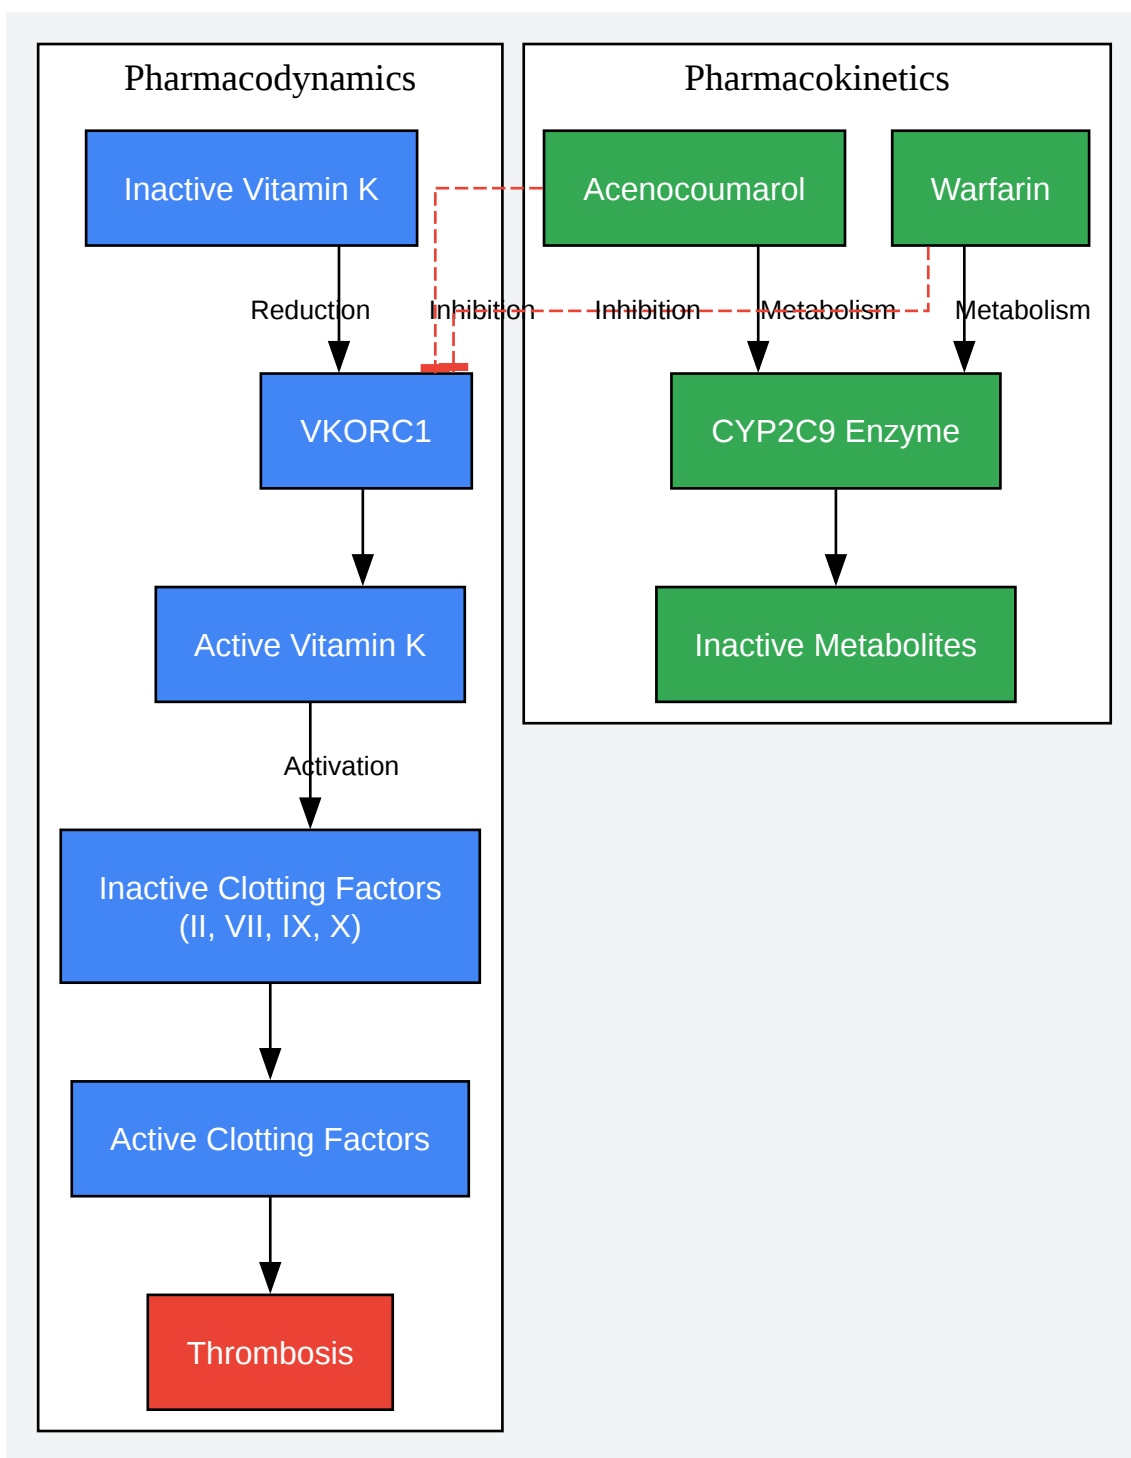 Pharmacodynamics
Pharmacokinetics
Inactive Vitamin K
Acenocoumarol
Warfarin
Reduction
Inhibition
Inhibition
Metabolism
Metabolism
VKORC1
CYP2C9 Enzyme
Active Vitamin K
Inactive Metabolites
Activation
Inactive Clotting Factors
(II, VII, IX, X)
Active Clotting Factors
Thrombosis